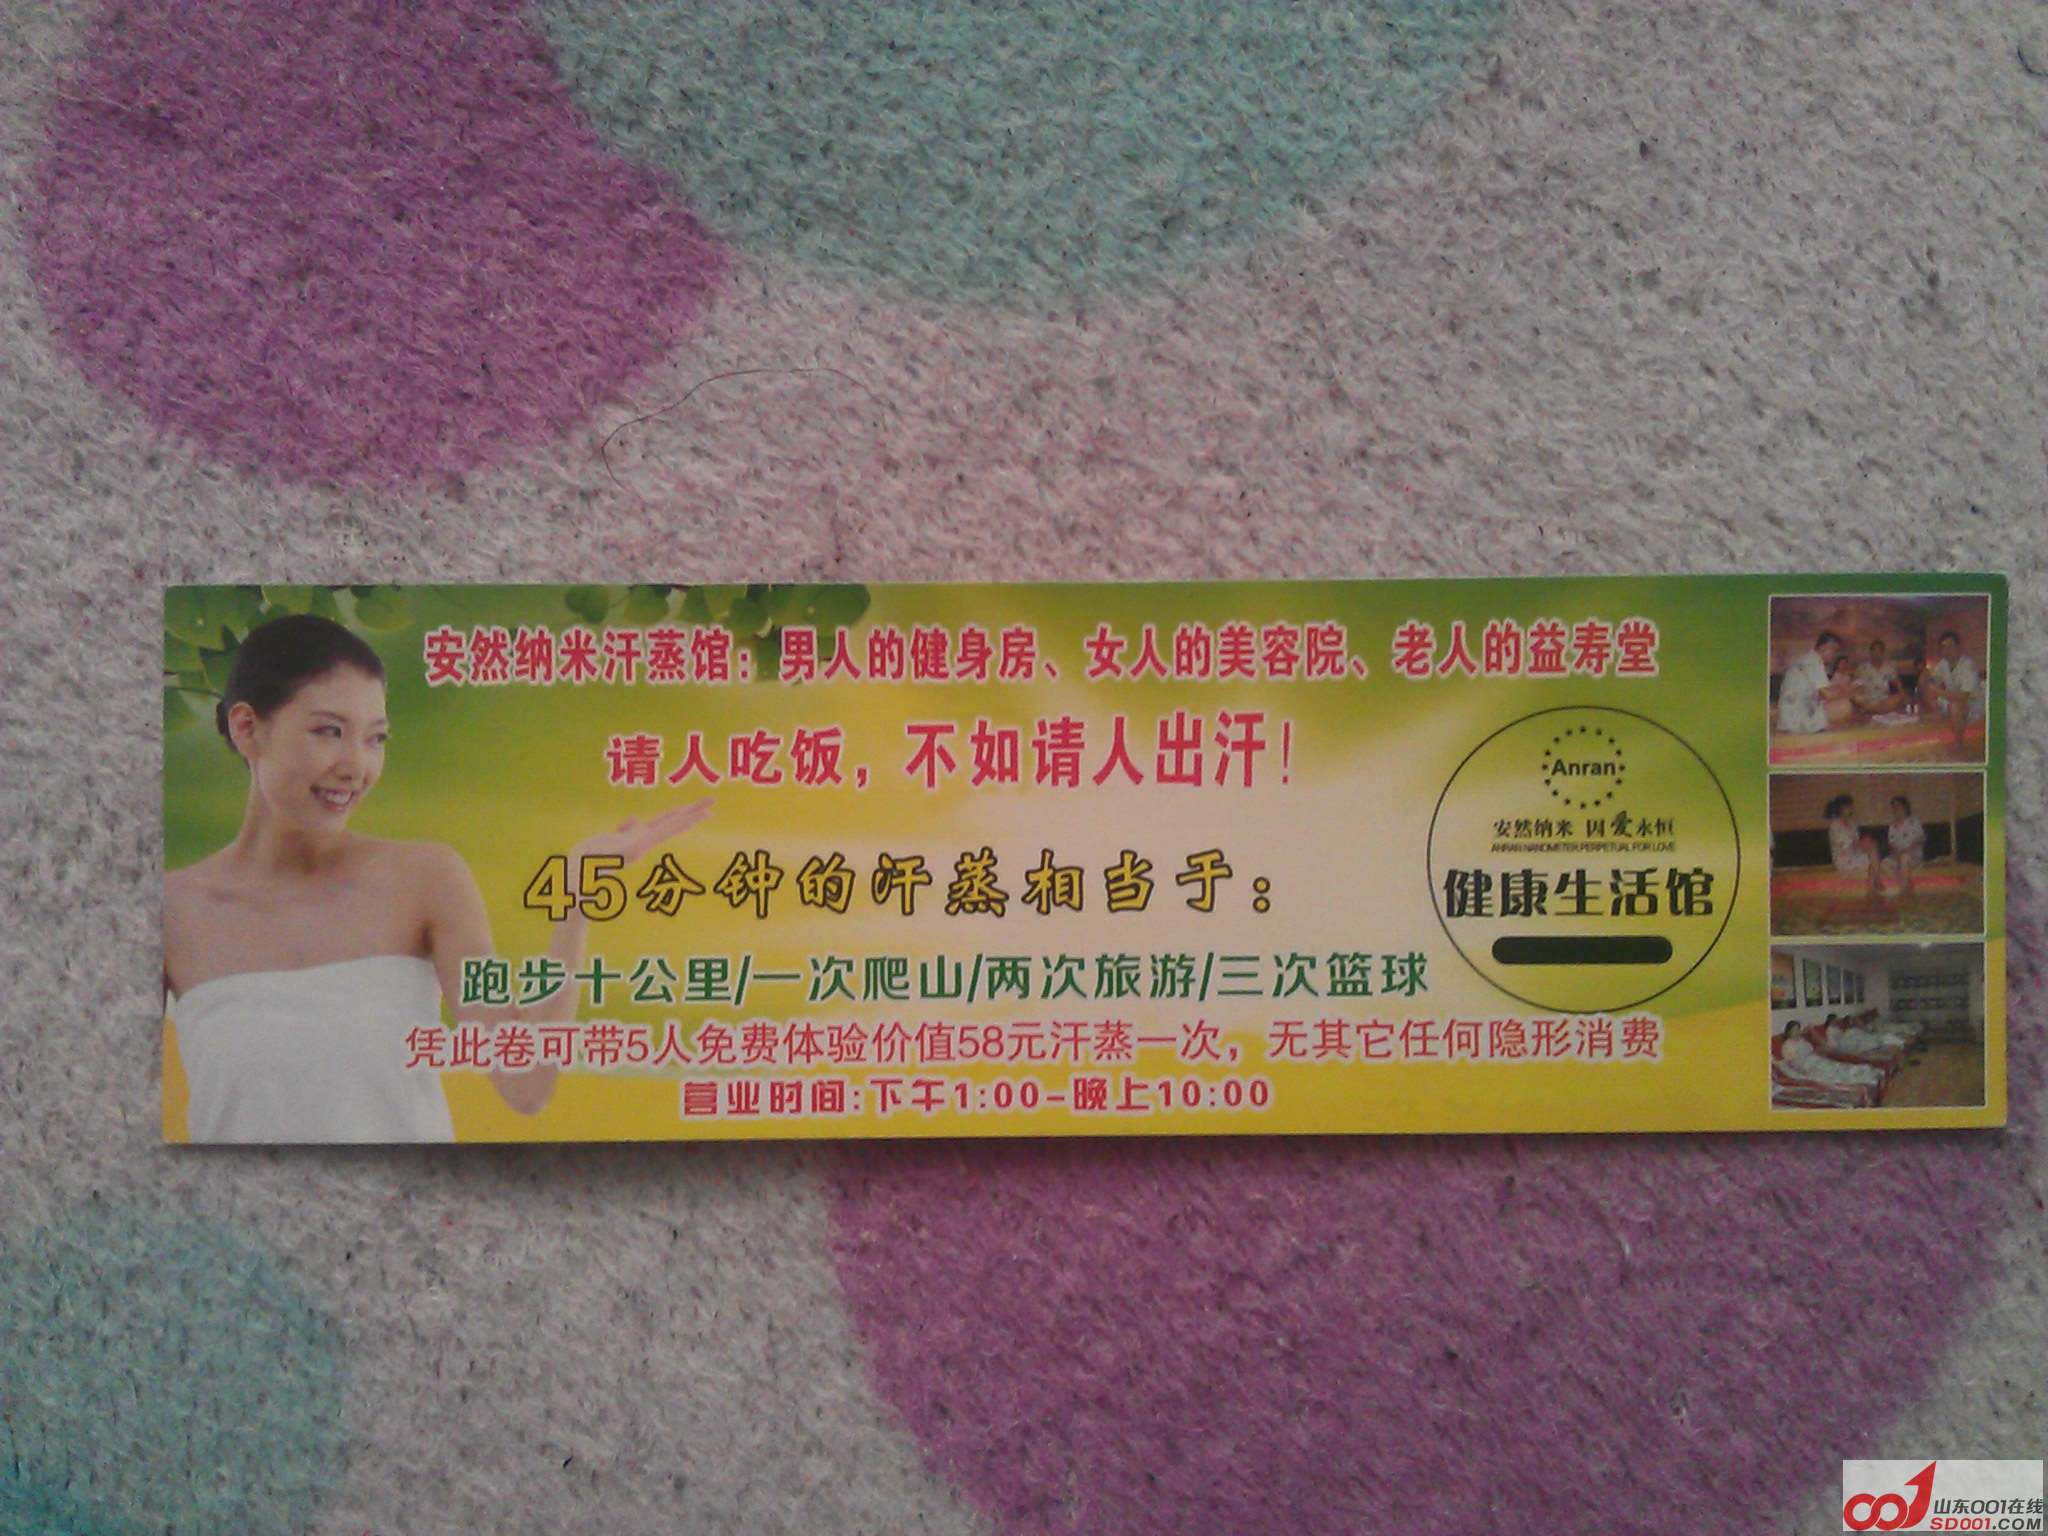 安然纳米汗蒸馆：男人的健身房、女人的美容院、老人的益寿堂
请人吃饭，不如请人出汗！
Anran
安然纳米 因爱永恒
ANRAN NANOMETER PERPETUAL FOR LOVE
健康生活馆
45分钟的汗蒸相当于：
跑步十公里/一次爬山/两次旅游/三次篮球
凭此卷可带5人免费体验价值58元汗蒸一次，无其它任何隐形消费
营业时间:下午1:00-晚上10:00
山东001在线
SD001.COM